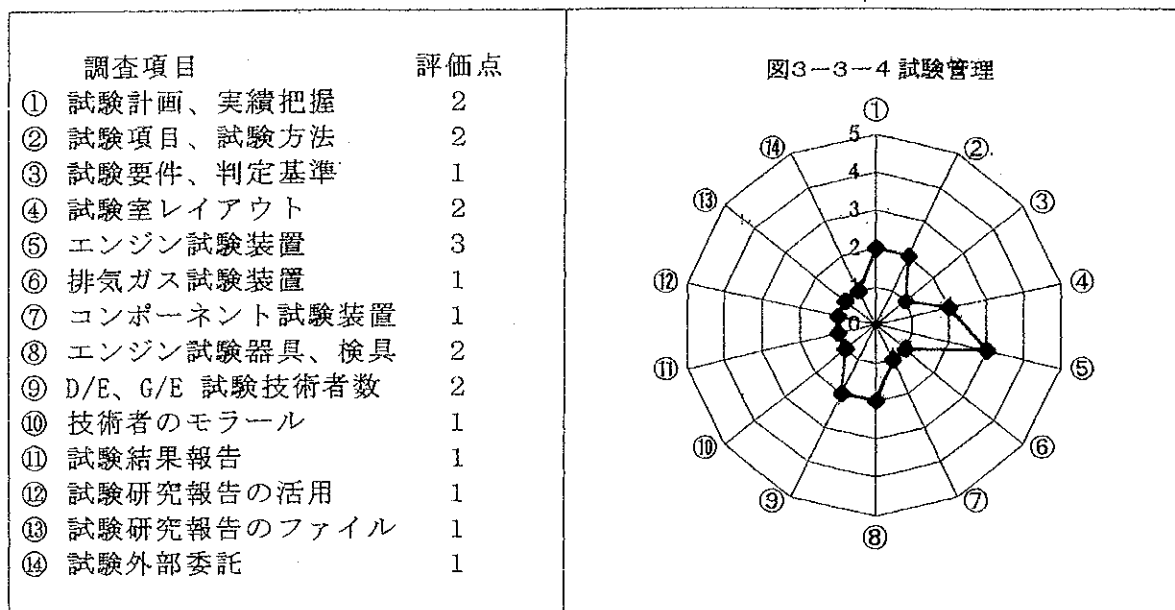 調査項目 評価点
① 試験計画、実績把握 2
② 試験項目、試験方法 2
③ 試験要件、判定基準 1
④ 試験室レイアウト 2
⑤ エンジン試験装置 3
⑥ 排気ガス試験装置 1
⑦ コンポーネント試験装置 1
⑧ エンジン試験器具、検具 2
⑨ D/E、G/E 試験技術者数 2
⑩ 技術者のモラール 1
⑪ 試験結果報告 1
⑫ 試験研究報告の活用 1
⑬ 試験研究報告のファイル 1
⑭ 試験外部委託 1
図3-3-4 試験管理
①
②
③
④
⑤
⑥
⑦
⑧
⑨
⑩
⑪
⑫
⑬
⑭
5
4
3
2
1
0